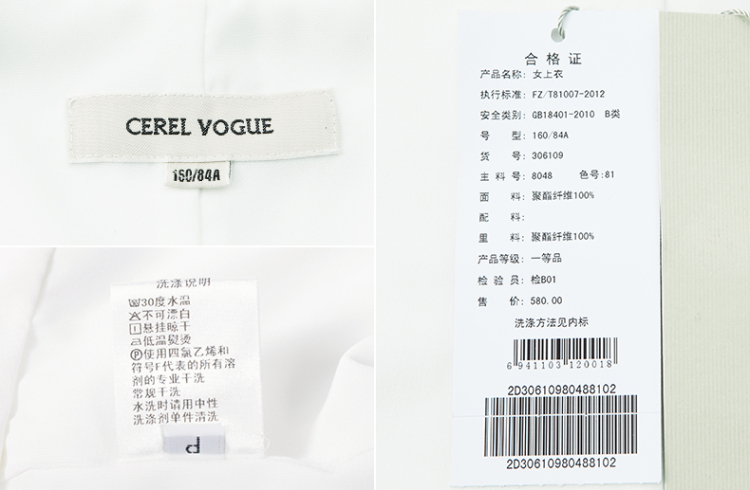 CEREL VOGUE
160/84A
洗涤说明
30度水温
不可漂白
悬挂晾干
低温熨烫
Ⓟ使用四氯乙烯和
符号F代表的所有溶
剂的专业干洗
常规干洗
水洗时请用中性
洗涤剂单件清洗
合格证
产品名称: 女上衣
执行标准: FZ/T81007-2012
安全类别: GB18401-2010 B类
号 型: 160/84A
货 号: 306109
主 料 号: 8048 色号:81
面 料: 聚酯纤维100%
配 料:
里 料: 聚酯纤维100%
产品等级: 一等品
检 验 员: 检B01
售 价: 580.00
洗涤方法见内标
6 941103 120018
2D30610980488102
2D30610980488102